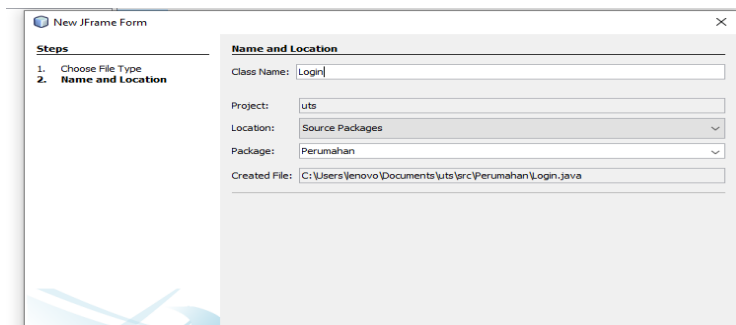 New JFrame Form
Steps
1. Choose File Type
2. Name and Location
Name and Location
Class Name: Login
Project: uts
Location: Source Packages
Package: Perumahan
Created File: C:\Users\lenovo\Documents\uts\src\Perumahan\Login.java